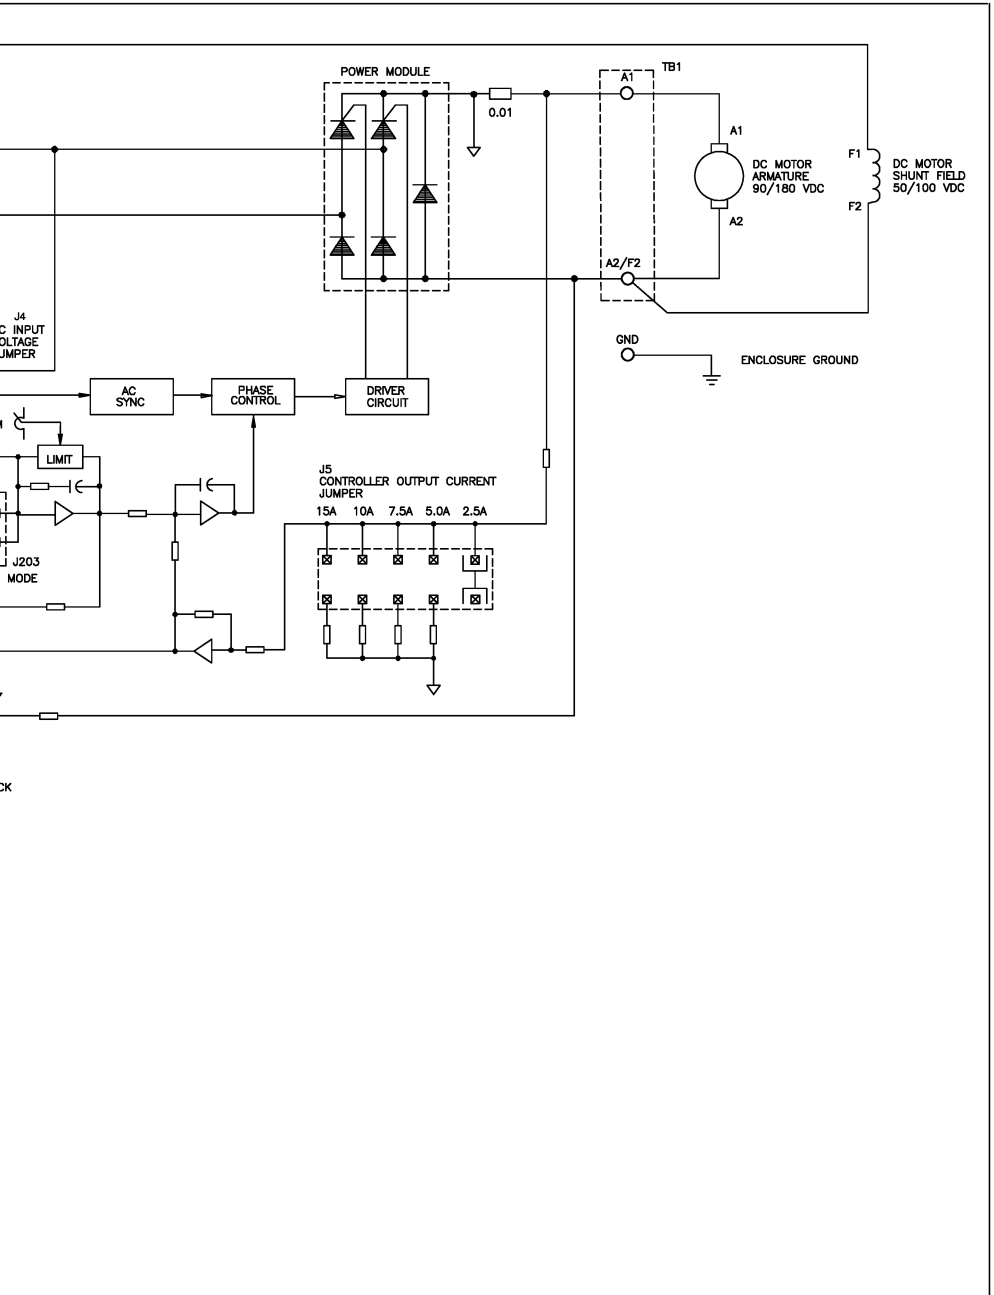 POWER MODULE
TB1
A1
0.01
A1
DC MOTOR
ARMATURE
90/180 VDC
F1
F2
DC MOTOR
SHUNT FIELD
50/100 VDC
A2
A2/F2
GND
ENCLOSURE GROUND
J4
C INPUT
OLTAGE
UMPER
AC
SYNC
PHASE
CONTROL
DRIVER
CIRCUIT
M
LIMIT
J5
CONTROLLER OUTPUT CURRENT
JUMPER
15A 10A 7.5A 5.0A 2.5A
J203
MODE
CK